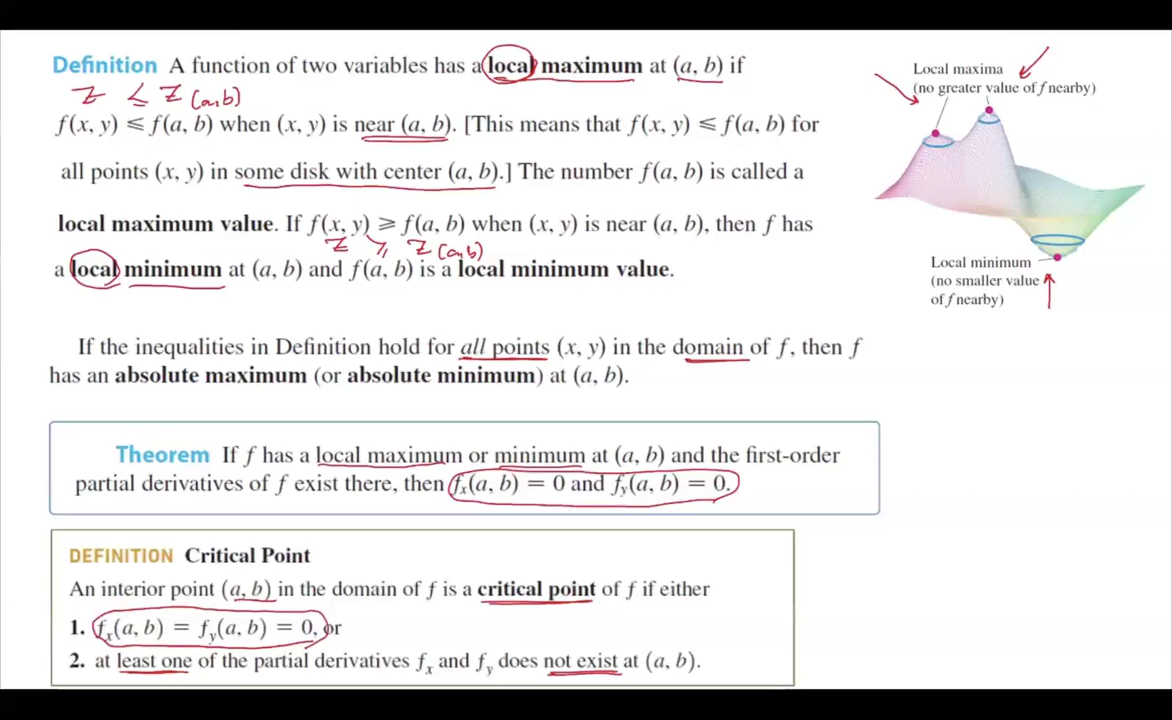 Definition A function of two variables has a local maximum at (a, b) if
z ≤ z (a,b)
f(x, y) ⩽ f(a, b) when (x, y) is near (a, b). [This means that f(x, y) ⩽ f(a, b) for
all points (x, y) in some disk with center (a, b).] The number f(a, b) is called a
local maximum value. If f(x, y) ⩾ f(a, b) when (x, y) is near (a, b), then f has
z ⩾ z (a,b)
a local minimum at (a, b) and f(a, b) is a local minimum value.
Local maxima
(no greater value of f nearby)
Local minimum
(no smaller value
of f nearby)
If the inequalities in Definition hold for all points (x, y) in the domain of f, then f
has an absolute maximum (or absolute minimum) at (a, b).
Theorem If f has a local maximum or minimum at (a, b) and the first-order
partial derivatives of f exist there, then fₓ(a, b) = 0 and f_y(a, b) = 0.
DEFINITION Critical Point
An interior point (a, b) in the domain of f is a critical point of f if either
1. fₓ(a, b) = f_y(a, b) = 0, or
2. at least one of the partial derivatives fₓ and f_y does not exist at (a, b).